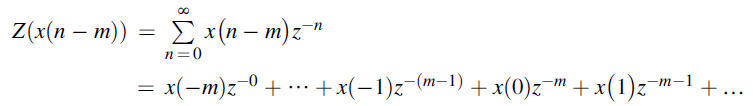 Z(x(n − m)) = ∑_{n=0}^{∞} x(n − m)z^{−n}
= x(−m)z^{−0} + ⋯ + x(−1)z^{−(m−1)} + x(0)z^{−m} + x(1)z^{−m−1} + …